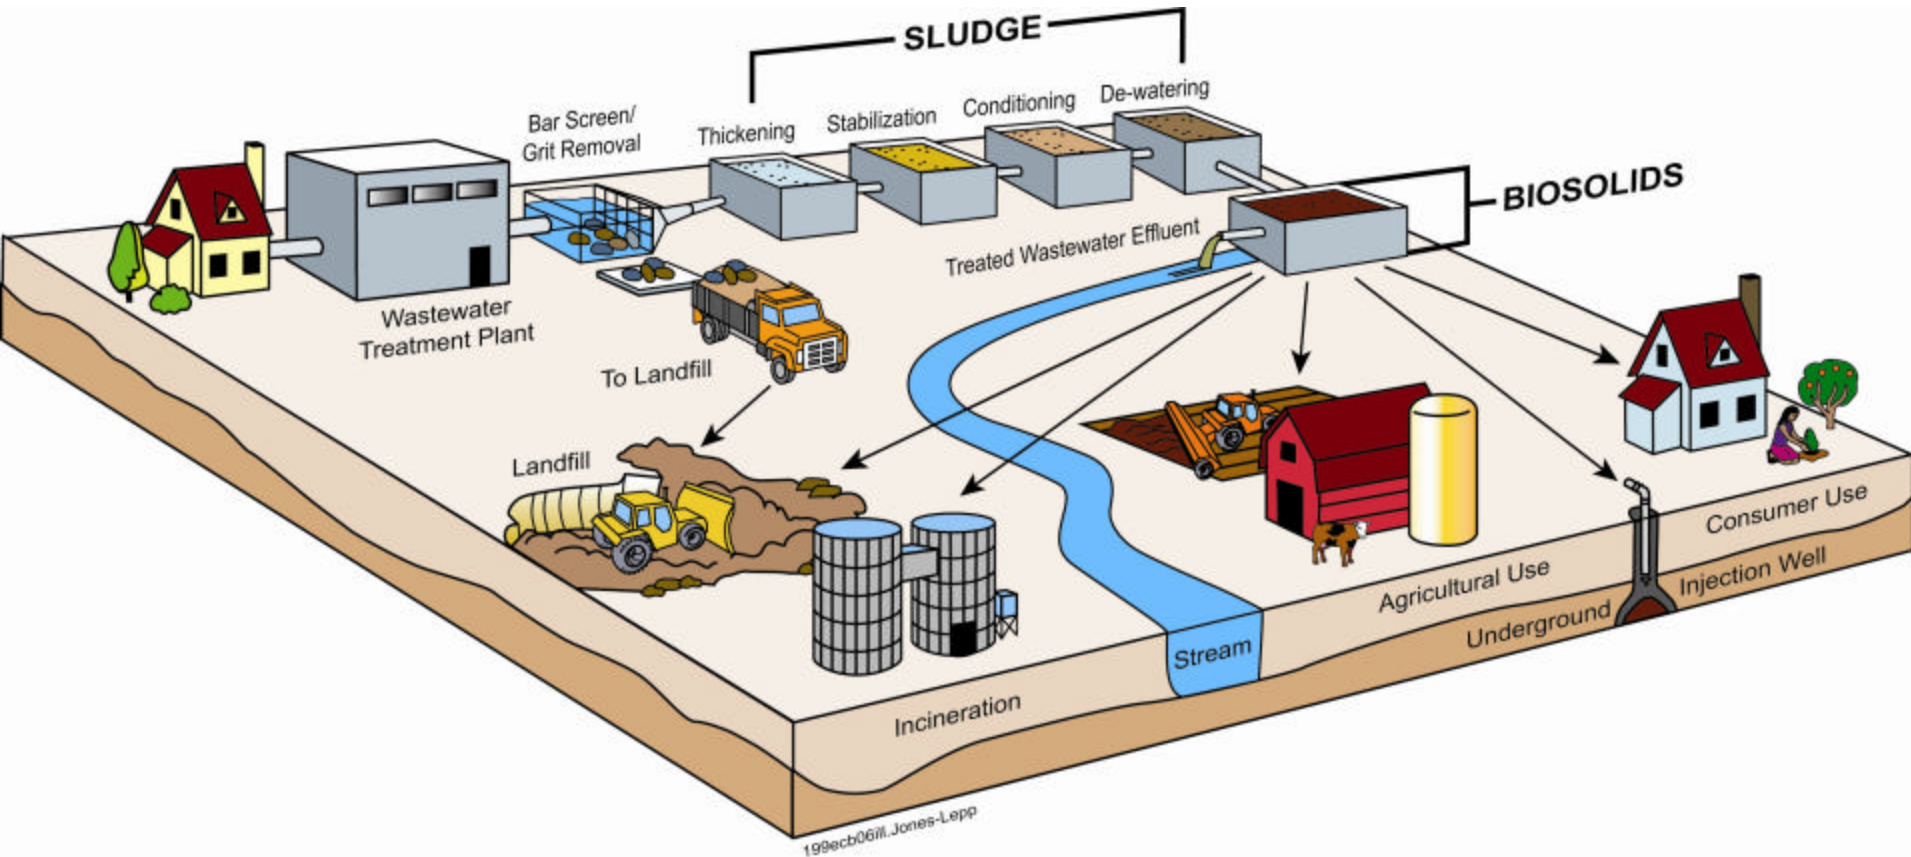 SLUDGE
De-watering
Conditioning
Stabilization
Thickening
Bar Screen/
Grit Removal
BIOSOLIDS
Treated Wastewater Effluent
Wastewater
Treatment Plant
To Landfill
Landfill
Consumer Use
Injection Well
Agricultural Use
Underground
Stream
Incineration
199ecb06ill.Jones-Lepp